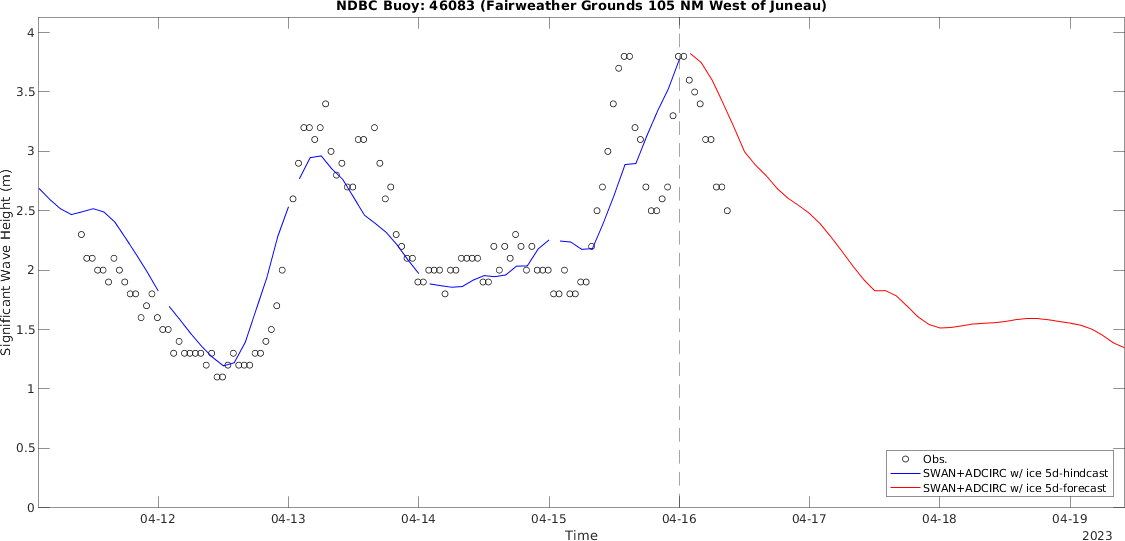 NDBC Buoy: 46083 (Fairweather Grounds 105 NM West of Juneau)
Significant Wave Height (m)
4
3.5
3
2.5
2
1.5
1
0.5
0
Obs.
SWAN+ADCIRC w/ ice 5d-hindcast
SWAN+ADCIRC w/ ice 5d-forecast
04-12 04-13 04-14 04-15 04-16 04-17 04-18 04-19
Time
2023